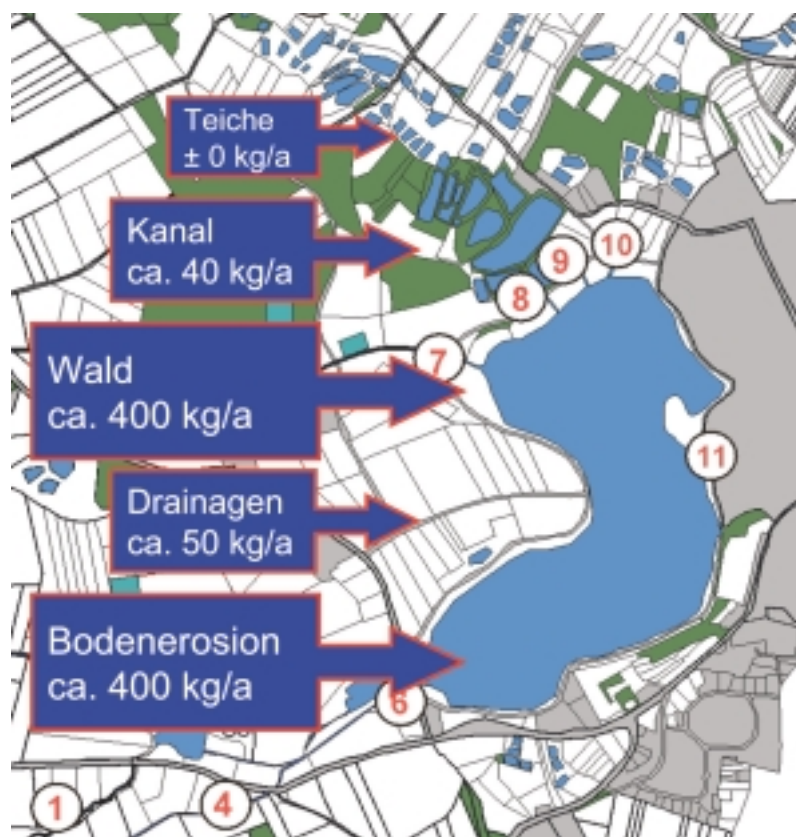 Teiche
± 0 kg/a
Kanal
ca. 40 kg/a
10
9
8
Wald
ca. 400 kg/a
7
11
Drainagen
ca. 50 kg/a
Bodenerosion
ca. 400 kg/a
6
1
4